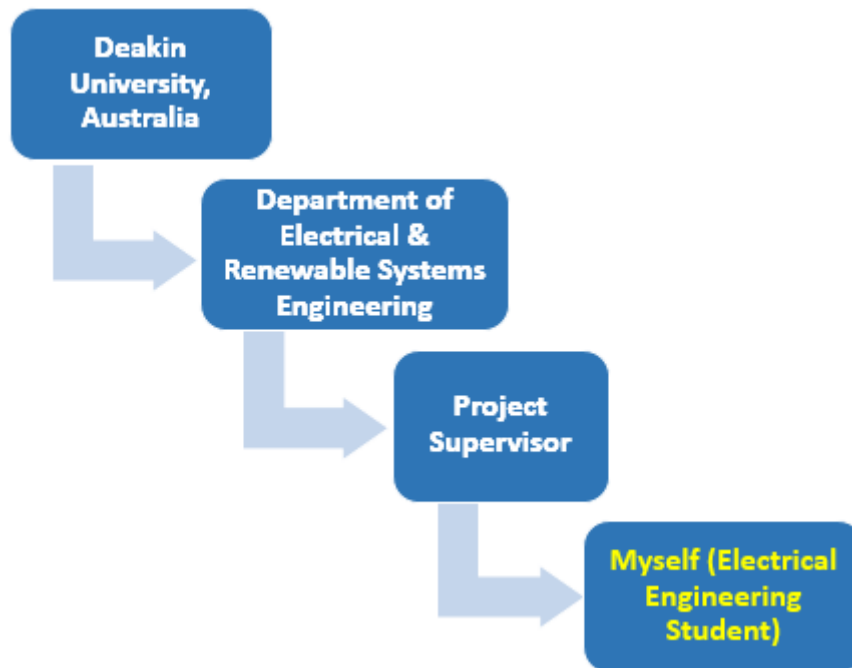 Deakin
University,
Australia
Department of
Electrical &
Renewable Systems
Engineering
Project
Supervisor
Myself (Electrical
Engineering
Student)